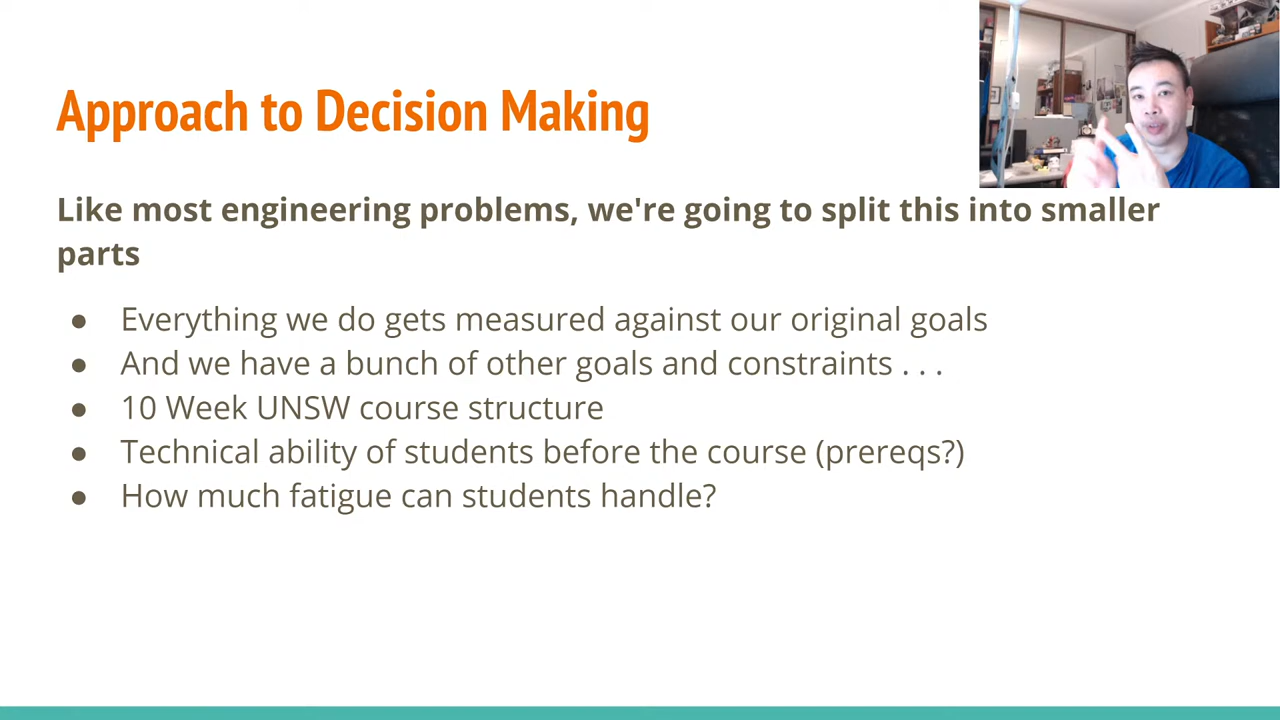 Approach to Decision Making
Like most engineering problems, we're going to split this into smaller
parts
● Everything we do gets measured against our original goals
● And we have a bunch of other goals and constraints . . .
● 10 Week UNSW course structure
● Technical ability of students before the course (prereqs?)
● How much fatigue can students handle?